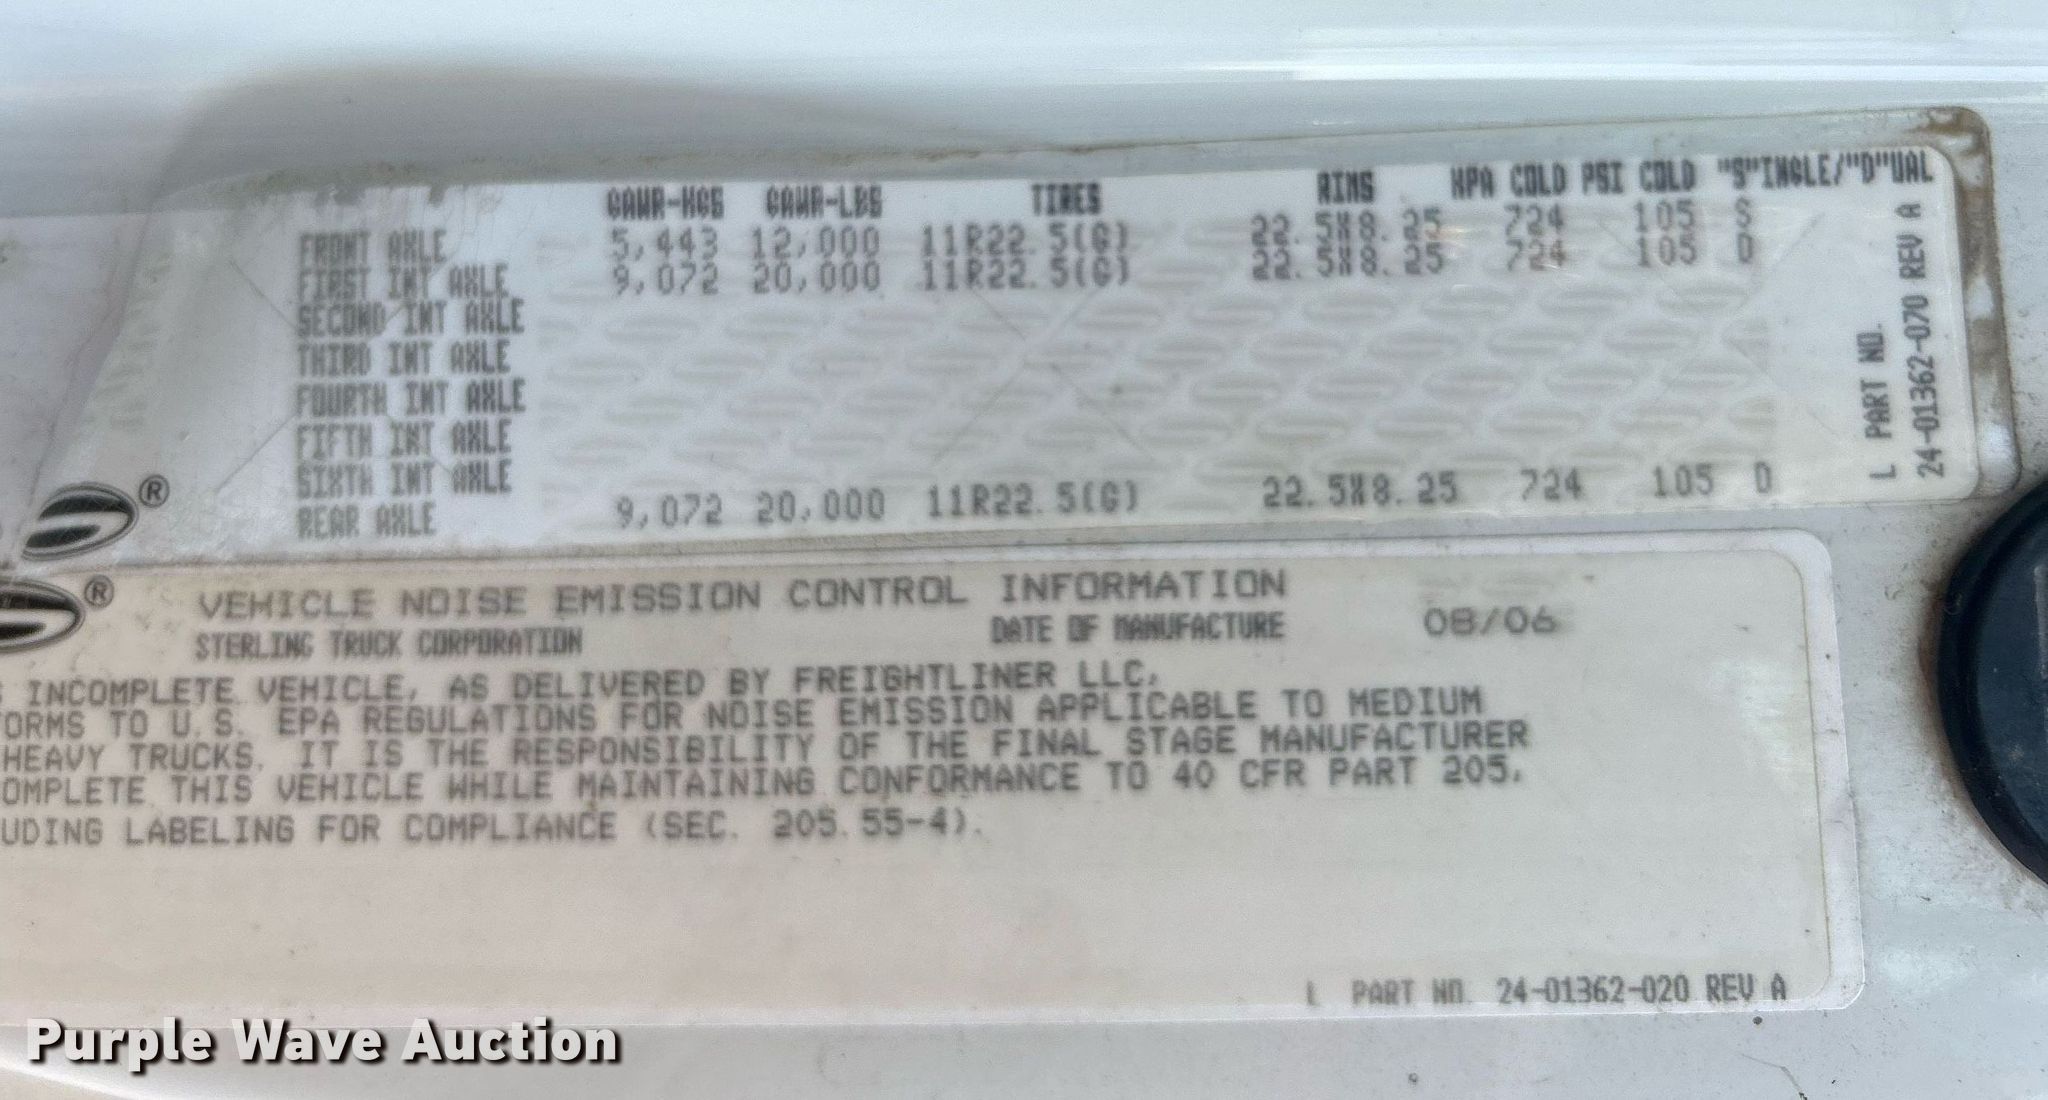 GAWR-KGS GAWR-LBS TIRES RIMS KPA COLD PSI COLD "S"INGLE/"D"UAL
FRONT AXLE 5,443 12,000 11R22.5(G) 22.5X8.25 724 105 S
FIRST INT AXLE 9,072 20,000 11R22.5(G) 22.5X8.25 724 105 D
SECOND INT AXLE
THIRD INT AXLE
FOURTH INT AXLE
FIFTH INT AXLE
SIXTH INT AXLE
REAR AXLE 9,072 20,000 11R22.5(G) 22.5X8.25 724 105 D
L PART NO.
24-01362-070 REV A
®
®
VEHICLE NOISE EMISSION CONTROL INFORMATION
STERLING TRUCK CORPORATION DATE OF MANUFACTURE 08/06
S INCOMPLETE VEHICLE, AS DELIVERED BY FREIGHTLINER LLC,
ORMS TO U.S. EPA REGULATIONS FOR NOISE EMISSION APPLICABLE TO MEDIUM
HEAVY TRUCKS. IT IS THE RESPONSIBILITY OF THE FINAL STAGE MANUFACTURER
OMPLETE THIS VEHICLE WHILE MAINTAINING CONFORMANCE TO 40 CFR PART 205,
UDING LABELING FOR COMPLIANCE (SEC. 205.55-4).
L PART NO. 24-01362-020 REV A
Purple Wave Auction